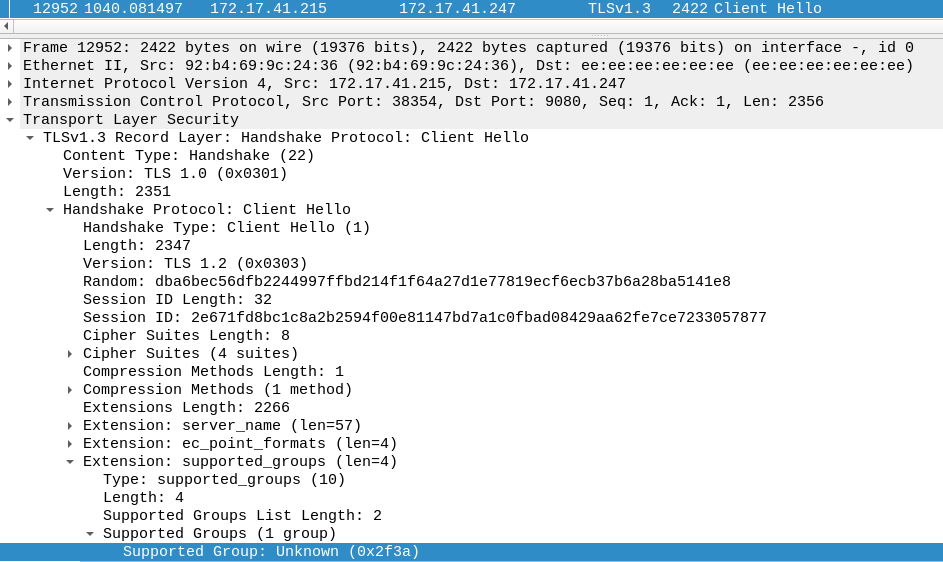 12952 1040.081497 172.17.41.215 172.17.41.247 TLSv1.3 2422 Client Hello
Frame 12952: 2422 bytes on wire (19376 bits), 2422 bytes captured (19376 bits) on interface -, id 0
Ethernet II, Src: 92:b4:69:9c:24:36 (92:b4:69:9c:24:36), Dst: ee:ee:ee:ee:ee:ee (ee:ee:ee:ee:ee:ee)
Internet Protocol Version 4, Src: 172.17.41.215, Dst: 172.17.41.247
Transmission Control Protocol, Src Port: 38354, Dst Port: 9080, Seq: 1, Ack: 1, Len: 2356
Transport Layer Security
TLSv1.3 Record Layer: Handshake Protocol: Client Hello
Content Type: Handshake (22)
Version: TLS 1.0 (0x0301)
Length: 2351
Handshake Protocol: Client Hello
Handshake Type: Client Hello (1)
Length: 2347
Version: TLS 1.2 (0x0303)
Random: dba6bec56dfb2244997ffbd214f1f64a27d1e77819ecf6ecb37b6a28ba5141e8
Session ID Length: 32
Session ID: 2e671fd8bc1c8a2b2594f00e81147bd7a1c0fbad08429aa62fe7ce7233057877
Cipher Suites Length: 8
Cipher Suites (4 suites)
Compression Methods Length: 1
Compression Methods (1 method)
Extensions Length: 2266
Extension: server_name (len=57)
Extension: ec_point_formats (len=4)
Extension: supported_groups (len=4)
Type: supported_groups (10)
Length: 4
Supported Groups List Length: 2
Supported Groups (1 group)
Supported Group: Unknown (0x2f3a)